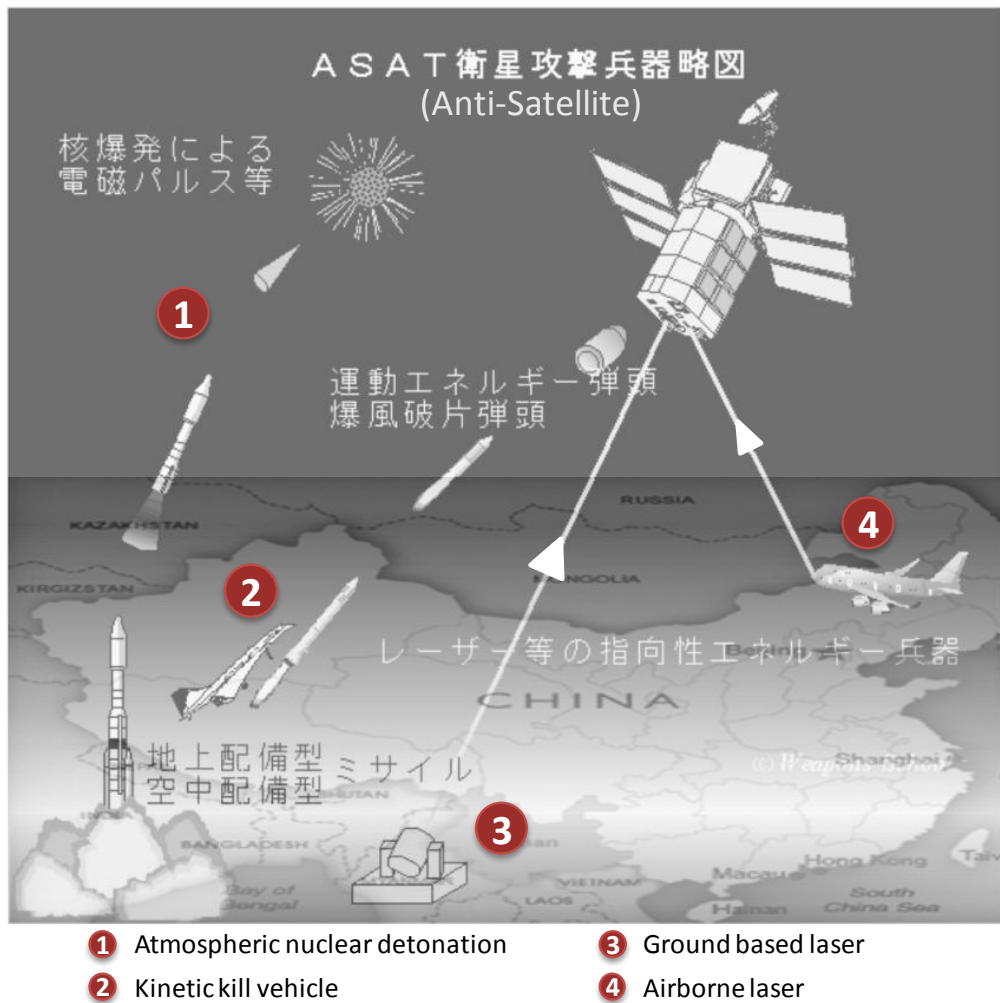 ASAT衛星攻撃兵器略図
(Anti-Satellite)
核爆発による
電磁パルス等
1
運動エネルギー弾頭
爆風破片弾頭
RUSSIA
4
KAZAKHSTAN
MONGOLIA
KIRGIZSTAN
2
レーザー等の指向性エネルギー兵器
Beijing
CHINA
地上配備型
空中配備型
ミサイル
Shanghai
BHUTAN
INDIA
3
BANGLADESH
Hong Kong
Macau
VIETNAM
Bay of
Bengal
LAOS
Hainan
South
China Sea
1 Atmospheric nuclear detonation
2 Kinetic kill vehicle
3 Ground based laser
4 Airborne laser